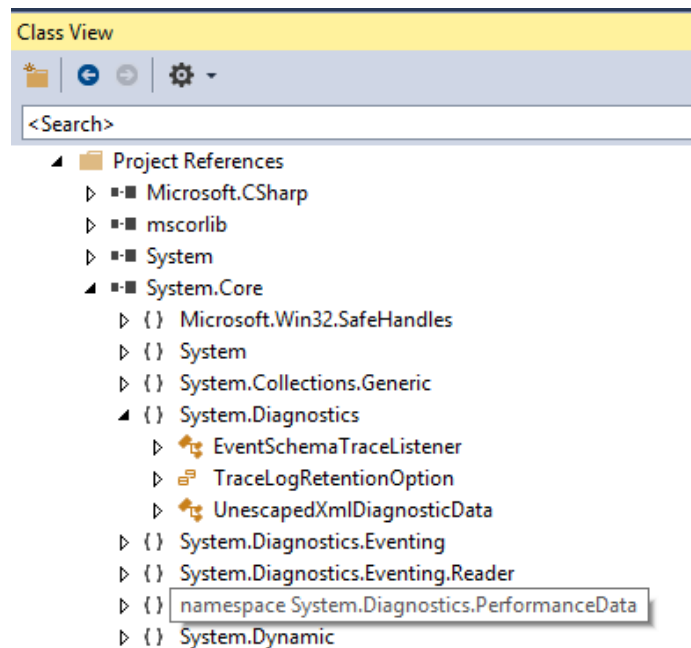 Class View
<Search>
Project References
Microsoft.CSharp
mscorlib
System
System.Core
{ } Microsoft.Win32.SafeHandles
{ } System
{ } System.Collections.Generic
{ } System.Diagnostics
EventSchemaTraceListener
TraceLogRetentionOption
UnescapedXmlDiagnosticData
{ } System.Diagnostics.Eventing
{ } System.Diagnostics.Eventing.Reader
{ } namespace System.Diagnostics.PerformanceData
{ } System.Dynamic